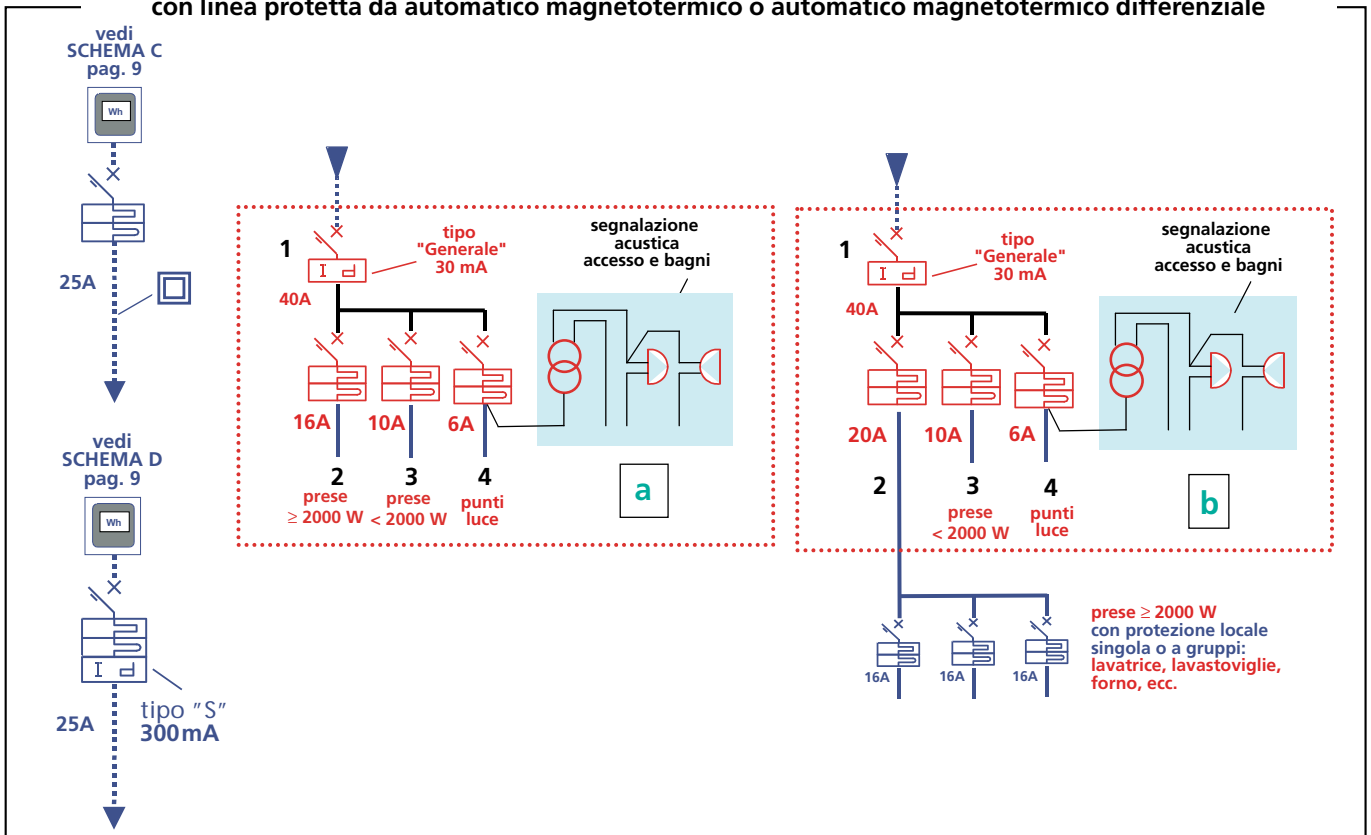 con linea protetta da automatico magnetotermico o automatico magnetotermico differenziale
vedi
SCHEMA C
pag. 9
Wh
25A
vedi
SCHEMA D
pag. 9
Wh
25A
tipo "S"
300mA
1
tipo
"Generale"
30 mA
40A
segnalazione
acustica
accesso e bagni
16A
10A
6A
2
prese
≥ 2000 W
3
prese
< 2000 W
4
punti
luce
a
1
tipo
"Generale"
30 mA
40A
segnalazione
acustica
accesso e bagni
20A
10A
6A
2
3
prese
< 2000 W
4
punti
luce
b
16A
16A
16A
prese ≥ 2000 W
con protezione locale
singola o a gruppi:
lavatrice, lavastoviglie,
forno, ecc.